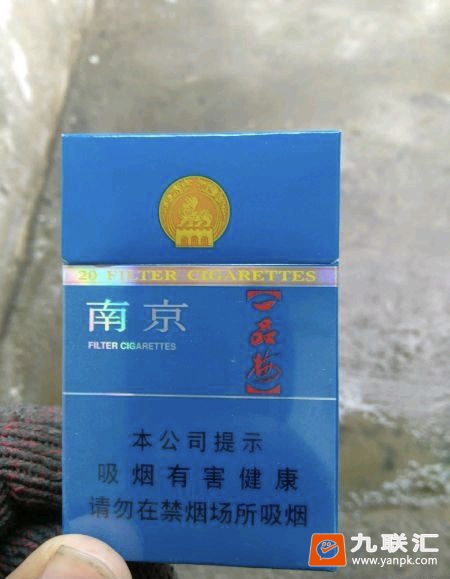 20 FILTER CIGARETTES
南京
FILTER CIGARETTES
【一品梅】
本公司提示
吸烟有害健康
请勿在禁烟场所吸烟
九联汇
www.yanpk.com